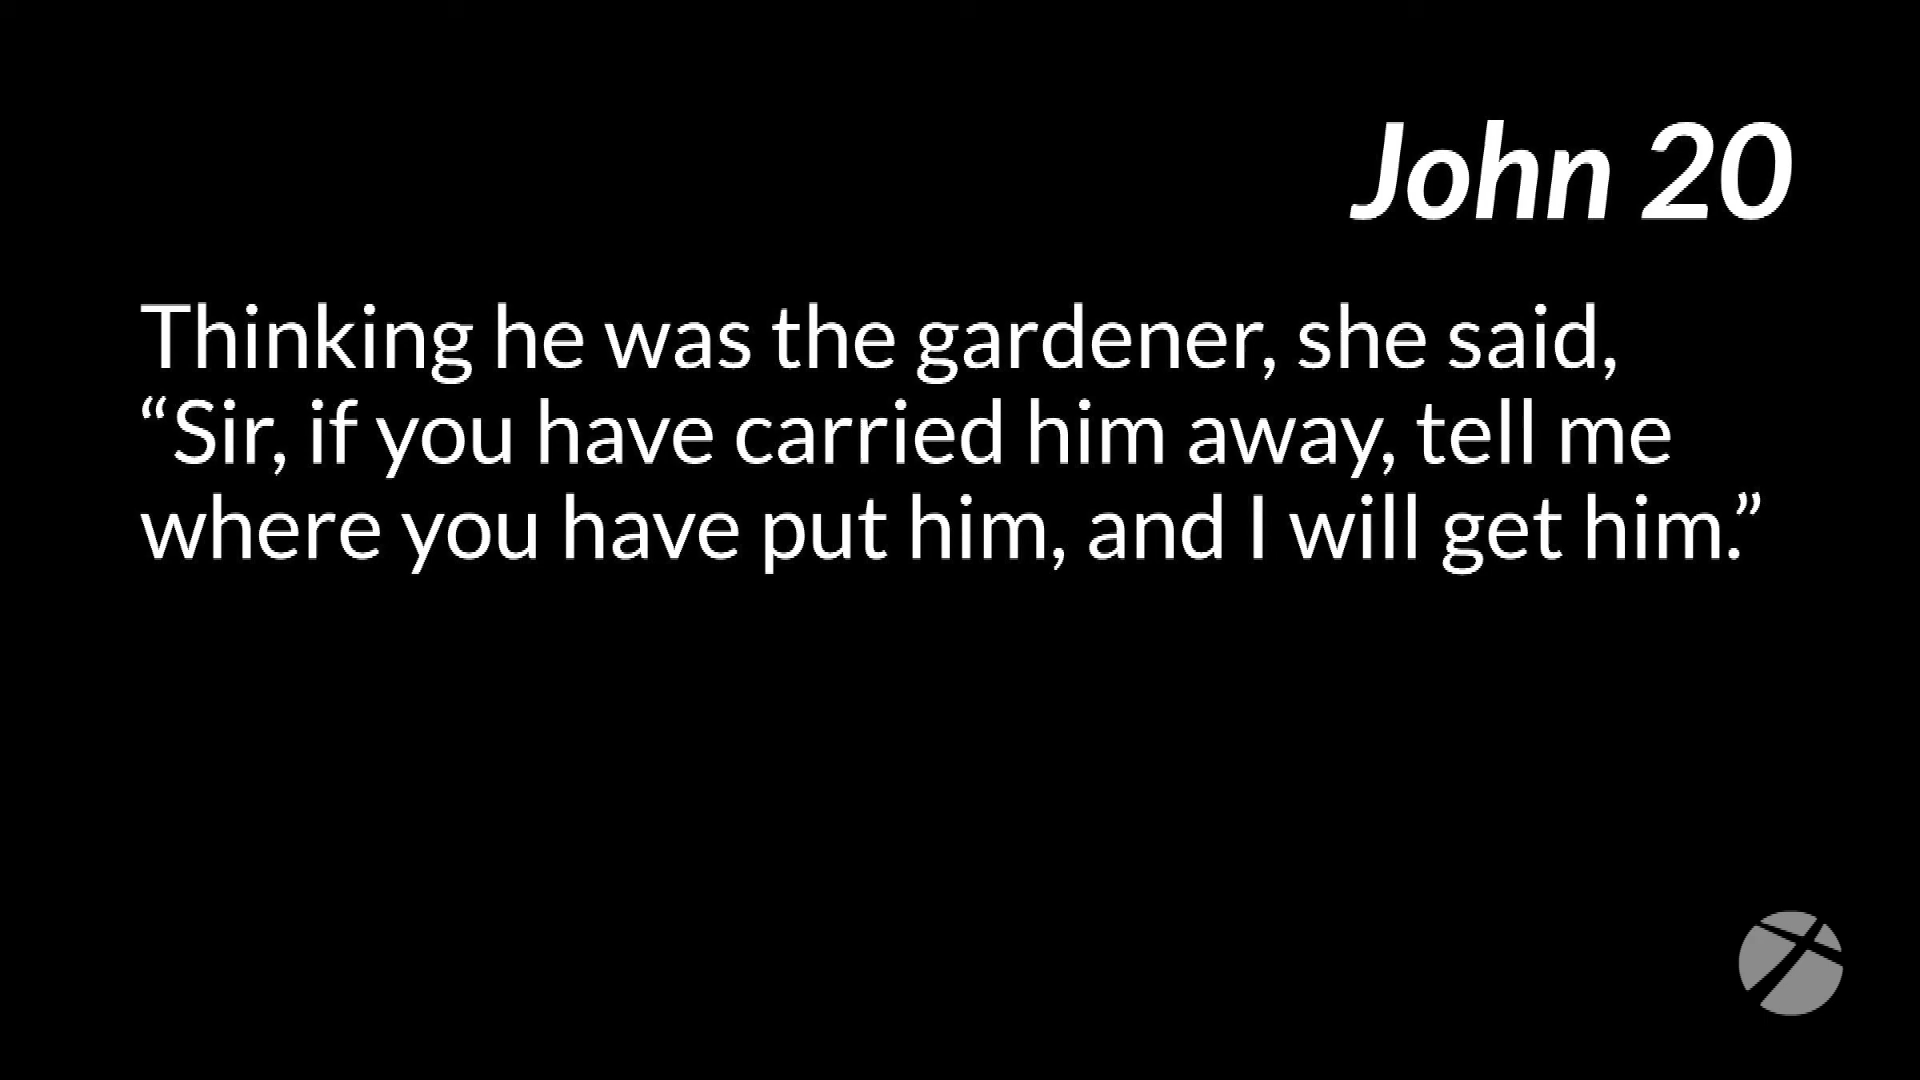 John 20
Thinking he was the gardener, she said,
“Sir, if you have carried him away, tell me
where you have put him, and I will get him.”